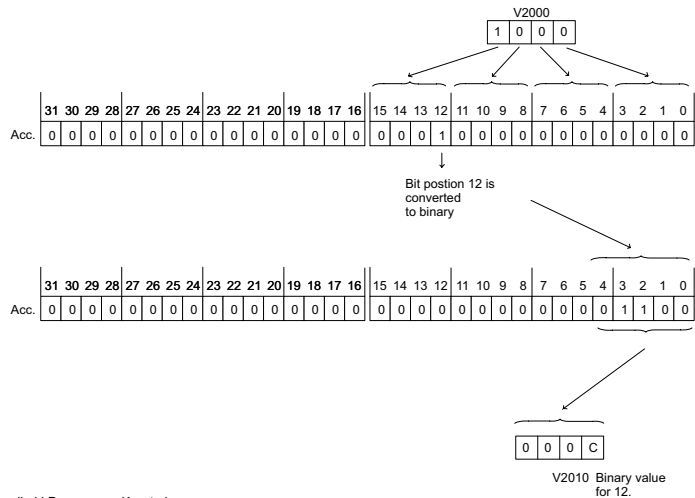 V2000
1 0 0 0
31 30 29 28 27 26 25 24 23 22 21 20 19 18 17 16 15 14 13 12 11 10 9 8 7 6 5 4 3 2 1 0
Acc. 0 0 0 0 0 0 0 0 0 0 0 0 0 0 0 0 0 0 0 1 0 0 0 0 0 0 0 0 0 0 0 0
Bit postion 12 is
converted
to binary
31 30 29 28 27 26 25 24 23 22 21 20 19 18 17 16 15 14 13 12 11 10 9 8 7 6 5 4 3 2 1 0
Acc. 0 0 0 0 0 0 0 0 0 0 0 0 0 0 0 0 0 0 0 0 0 0 0 0 0 0 0 0 1 1 0 0
0 0 0 C
V2010 Binary value
for 12.